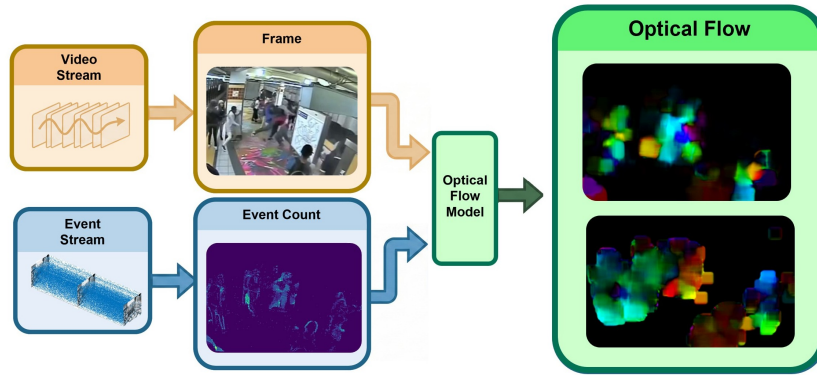 Video
Stream
Frame
Event
Stream
Event Count
Optical
Flow
Model
Optical Flow